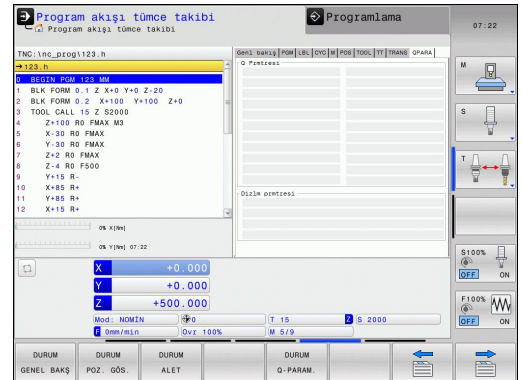 Program akışı tümce takibi
Program akışı tümce takibi
Programlama
07:22
TNC:\nc_prog\123.h
→123.h
0 BEGIN PGM 123 MM
1 BLK FORM 0.1 Z X+0 Y+0 Z-20
2 BLK FORM 0.2 X+100 Y+100 Z+0
3 TOOL CALL 15 Z S2000
4 Z+100 R0 FMAX M3
5 X-30 R0 FMAX
6 Y-30 R0 FMAX
7 Z+2 R0 FMAX
8 Z-4 R0 F500
9 Y+15 R-
10 X+85 R+
11 Y+85 R+
12 X+15 R+
Genl bakış PGM LBL CYC M POS TOOL TT TRANS QPARA
Q Prmtresi
Dizlm prmtresi
0% X[Nm]
0% Y[Nm] 07:22
X +0.000
Y +0.000
Z +500.000
Mod: NOMİN 0 T 15 Z S 2000
F 0mm/min Ovr 100% M 5/9
M
S
T
S100%
OFF ON
F100%
OFF ON
DURUM GENEL BAKŞ
DURUM POZ. GÖS.
DURUM ALET
DURUM Q-PARAM.